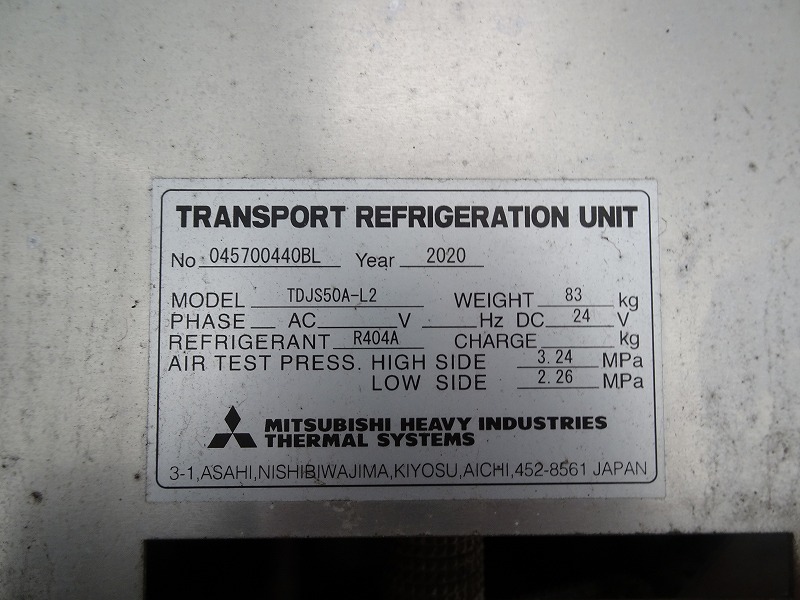 TRANSPORT REFRIGERATION UNIT
No 045700440BL Year 2020
MODEL TDJS50A-L2 WEIGHT 83 kg
PHASE AC V Hz DC 24 V
REFRIGERANT R404A CHARGE kg
AIR TEST PRESS. HIGH SIDE 3.24 MPa
LOW SIDE 2.26 MPa
MITSUBISHI HEAVY INDUSTRIES
THERMAL SYSTEMS
3-1,ASAHI,NISHIBIWAJIMA,KIYOSU,AICHI,452-8561 JAPAN